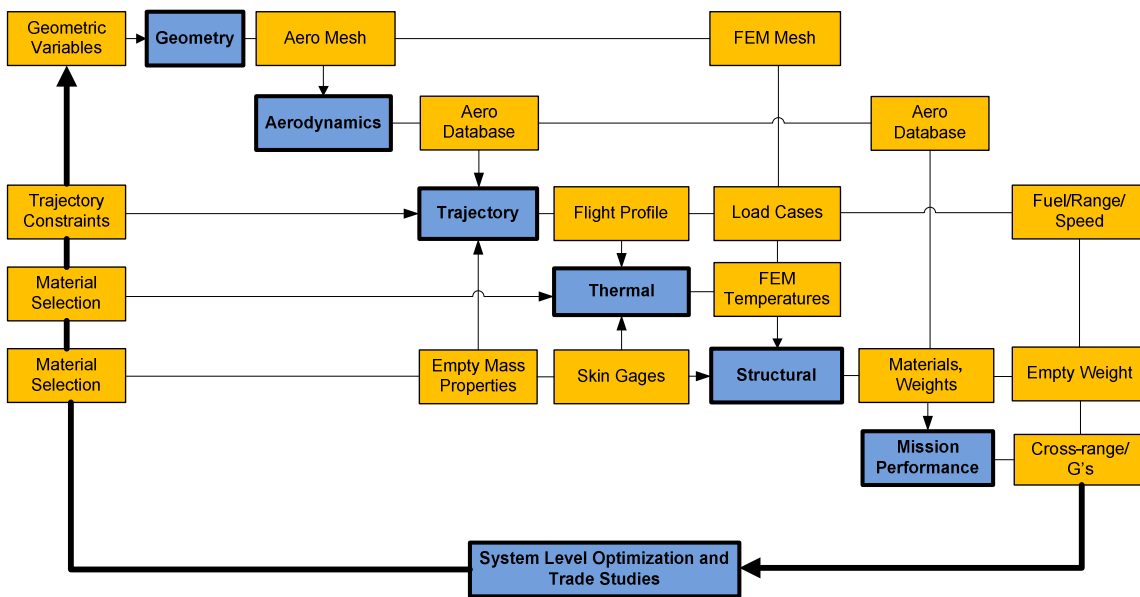 Geometric
Variables
Geometry
Aero Mesh
FEM Mesh
Aerodynamics
Aero
Database
Aero
Database
Trajectory
Constraints
Trajectory
Flight Profile
Load Cases
Fuel/Range/
Speed
Material
Selection
Thermal
FEM
Temperatures
Material
Selection
Empty Mass
Properties
Skin Gages
Structural
Materials,
Weights
Empty Weight
Mission
Performance
Cross-range/
G's
System Level Optimization and
Trade Studies